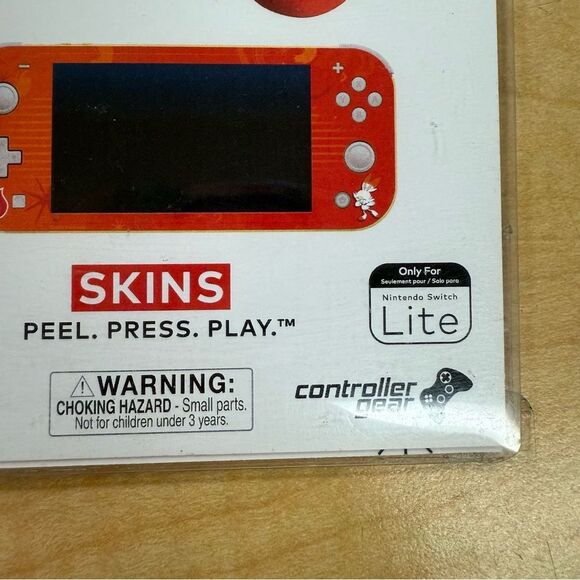 SKINS
PEEL. PRESS. PLAY.™
Only For
Seulement pour / Solo para
Nintendo Switch
Lite
⚠WARNING:
CHOKING HAZARD - Small parts.
Not for children under 3 years.
controller
gear